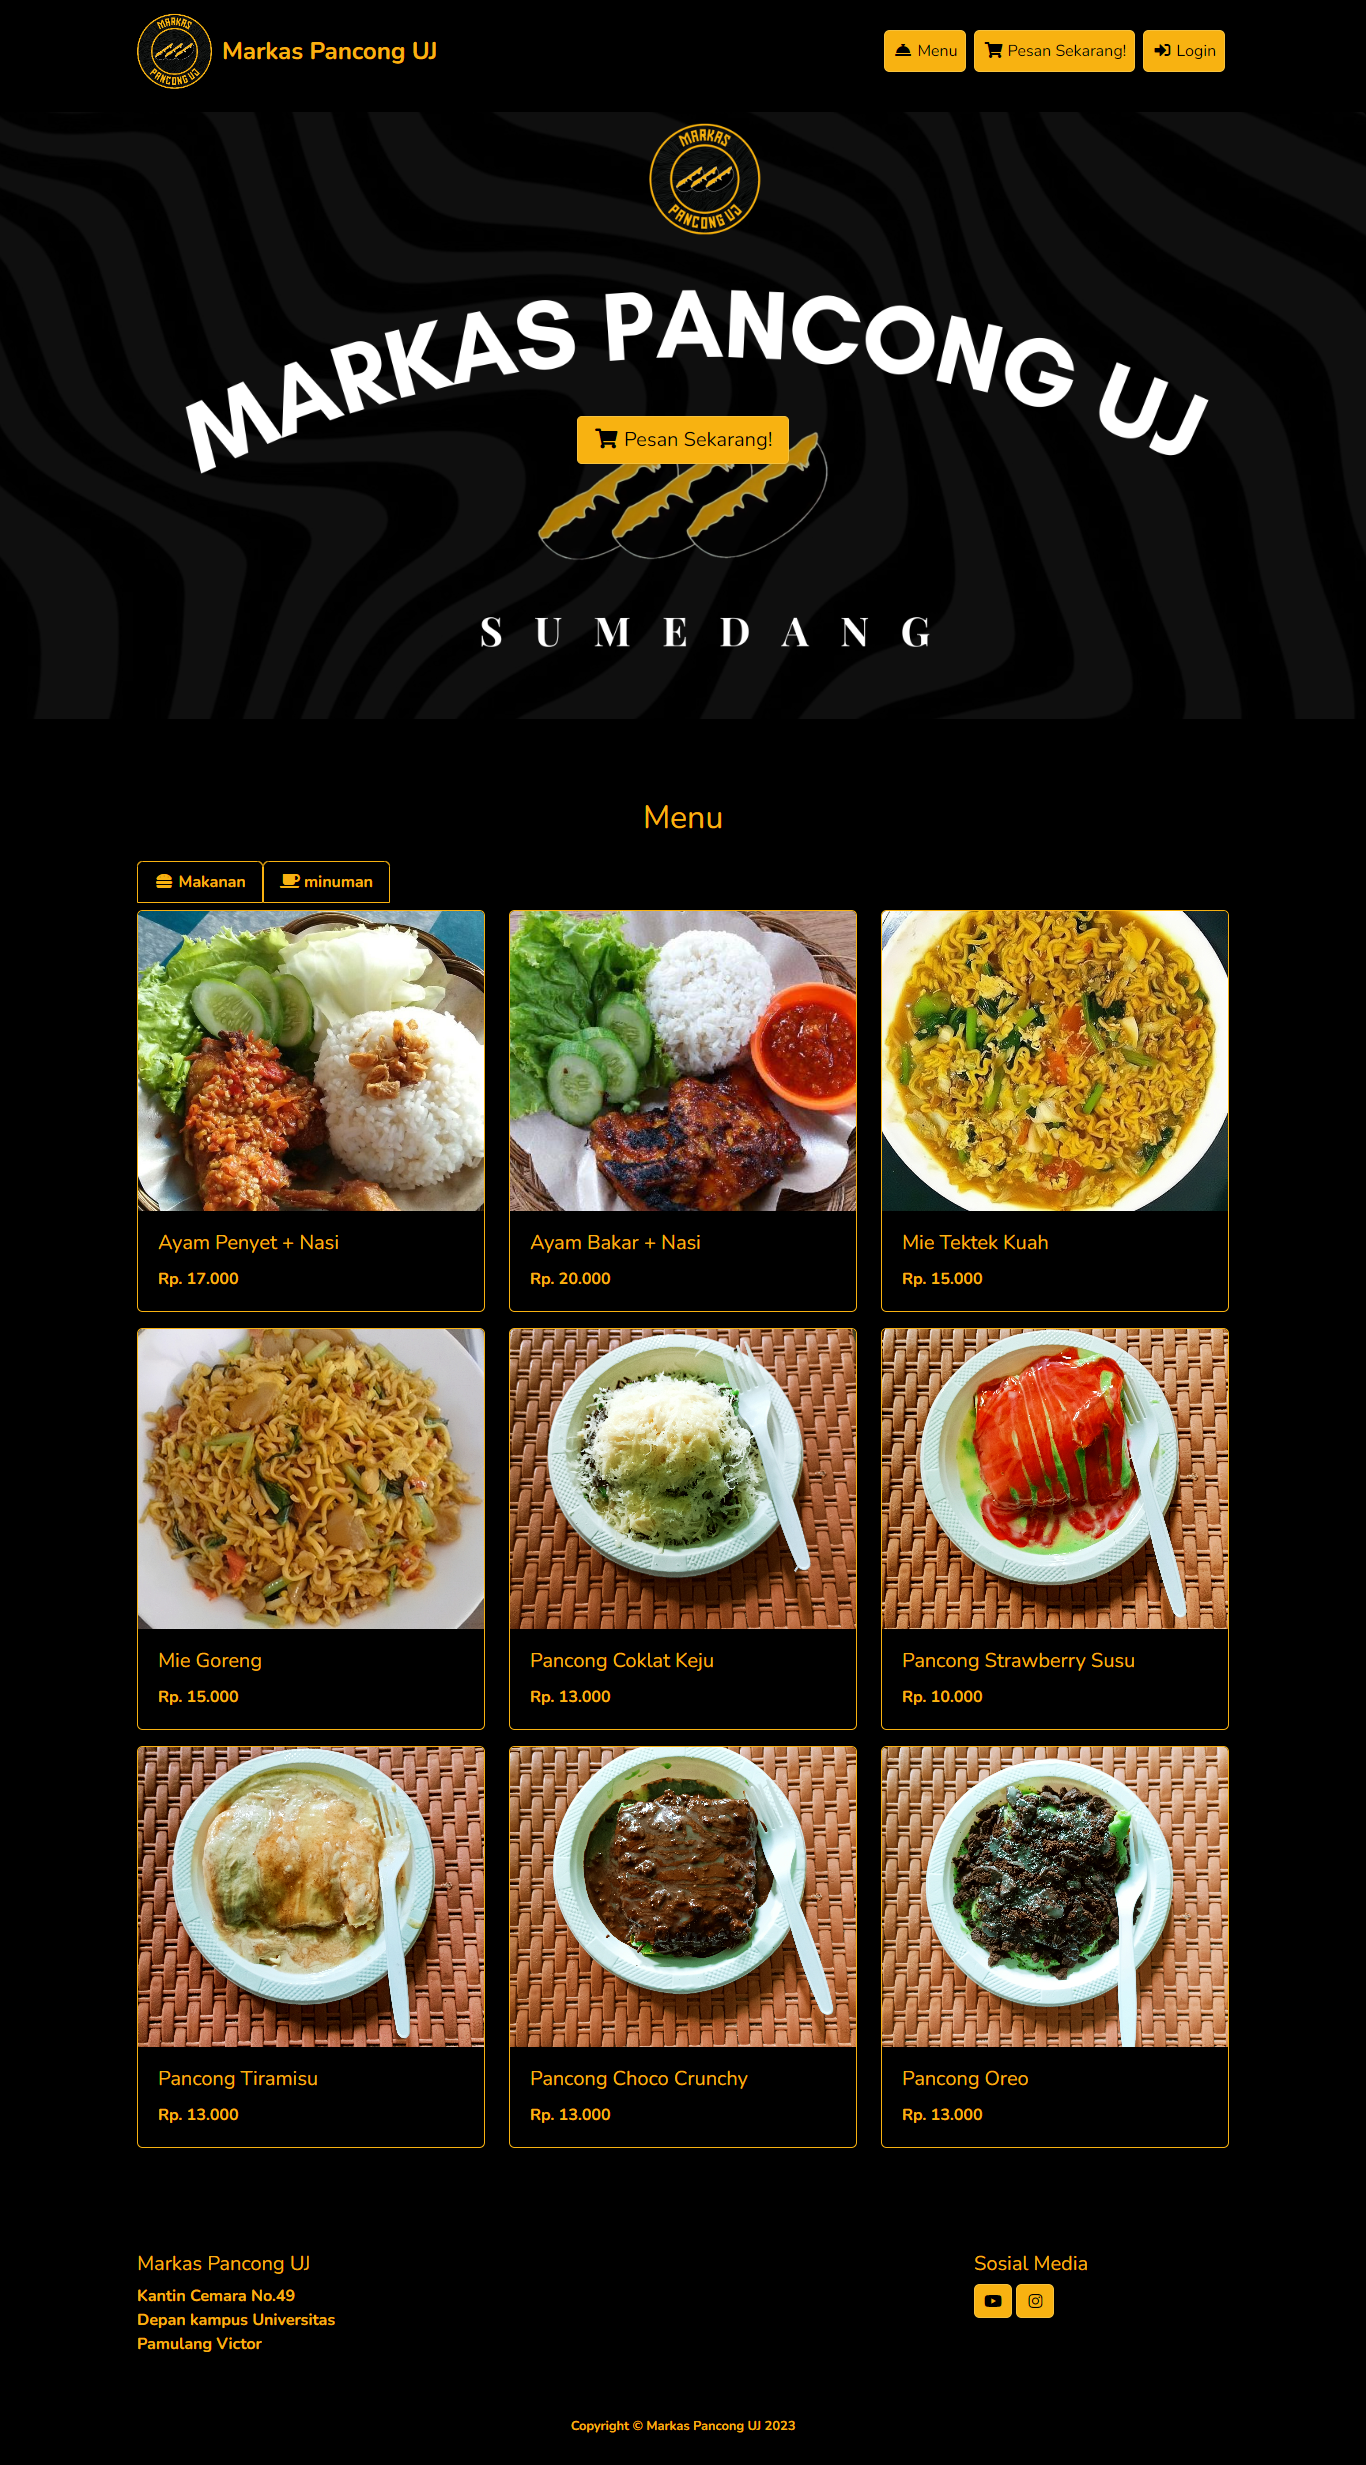 MARKAS
PANCONG UJ
Markas Pancong UJ
Menu
Pesan Sekarang!
Login
MARKAS
PANCONG UJ
MARKAS PANCONG UJ
Pesan Sekarang!
SUMEDANG
Menu
Makanan
minuman
Ayam Penyet + Nasi
Rp. 17.000
Ayam Bakar + Nasi
Rp. 20.000
Mie Tektek Kuah
Rp. 15.000
Mie Goreng
Rp. 15.000
Pancong Coklat Keju
Rp. 13.000
Pancong Strawberry Susu
Rp. 10.000
Pancong Tiramisu
Rp. 13.000
Pancong Choco Crunchy
Rp. 13.000
Pancong Oreo
Rp. 13.000
Markas Pancong UJ
Kantin Cemara No.49
Depan kampus Universitas
Pamulang Victor
Sosial Media
Copyright © Markas Pancong UJ 2023